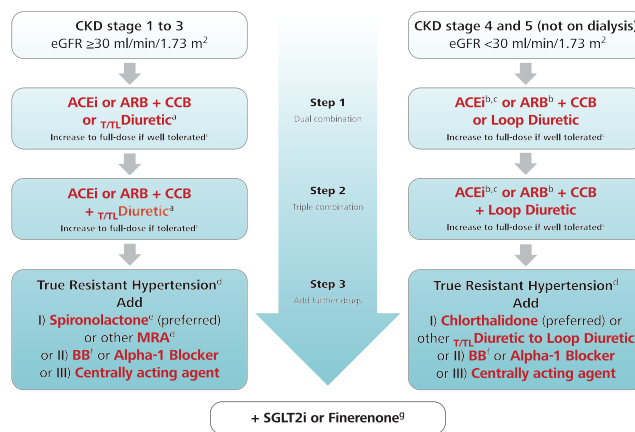 CKD stage 1 to 3
eGFR ≥30 ml/min/1.73 m²
ACEi or ARB + CCB
or T/TLDiureticᵃ
Increase to full-dose if well tolerated
ACEi or ARB + CCB
+ T/TLDiureticᵃ
Increase to full-dose if well tolerated
True Resistant Hypertensionᵈ
Add
I) Spironolactoneᵉ (preferred)
or other MRAᵈ
or II) BBᶠ or Alpha-1 Blocker
or III) Centrally acting agent
Step 1
Dual combination
Step 2
Triple combination
Step 3
Add further drugs
CKD stage 4 and 5 (not on dialysis)
eGFR <30 ml/min/1.73 m²
ACEiᵇ,ᶜ or ARBᵇ + CCB
or Loop Diuretic
Increase to full-dose if well tolerated
ACEiᵇ,ᶜ or ARBᵇ + CCB
+ Loop Diuretic
Increase to full-dose if well tolerated
True Resistant Hypertensionᵈ
Add
I) Chlorthalidone (preferred) or
other T/TLDiuretic to Loop Diuretic
or II) BBᶠ or Alpha-1 Blocker
or III) Centrally acting agent
+ SGLT2i or Finerenoneᵍ